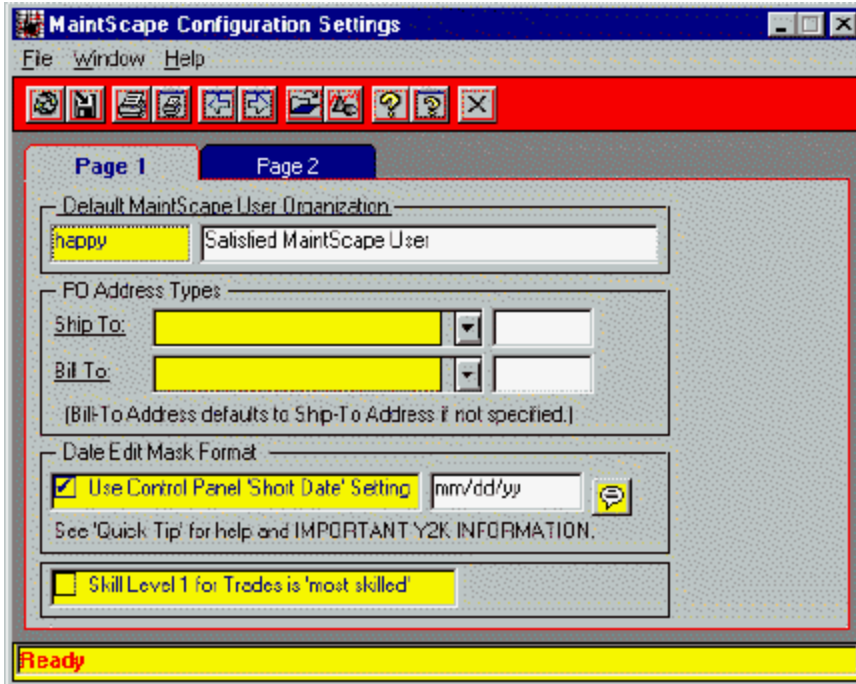 MaintScape Configuration Settings
File Window Help
Page 1 Page 2
Default MaintScape User Organization
happy Satisfied MaintScape User
PO Address Types
Ship To:
Bill To:
(Bill-To Address defaults to Ship-To Address if not specified.)
Date Edit Mask Format
Use Control Panel 'Short Date' Setting mm/dd/yy
See 'Quick Tip' for help and IMPORTANT Y2K INFORMATION.
Skill Level 1 for Trades is 'most skilled'
Ready